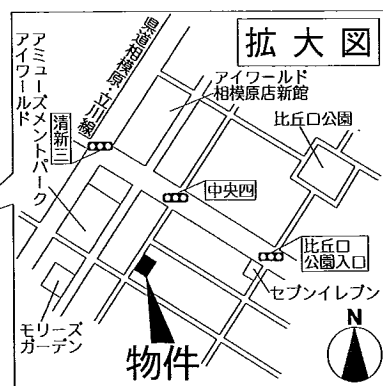 拡大図
県道相模原・立川線
アミューズメントパーク
アイワールド
アイワールド
相模原店新館
清新三
比丘口公園
中央四
比丘口
公園入口
セブンイレブン
モリーズ
ガーデン
物件
N